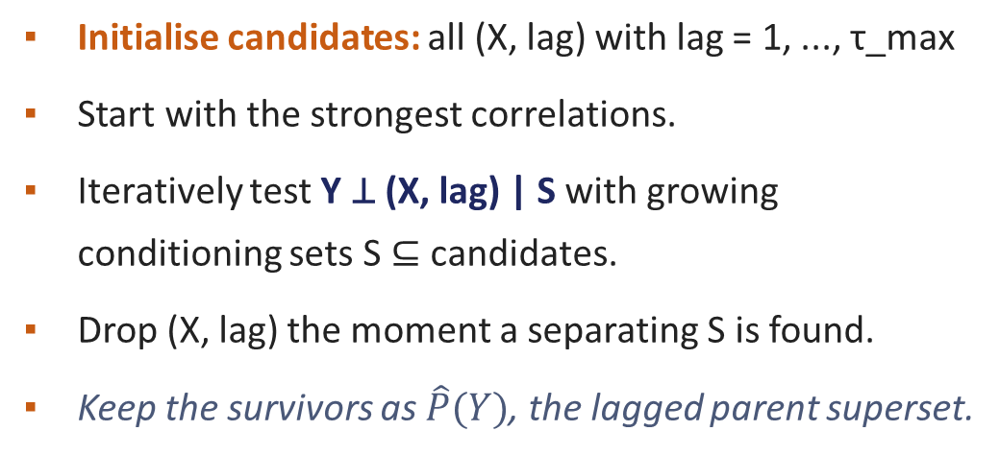 ▪ Initialise candidates: all (X, lag) with lag = 1, ..., τ_max
▪ Start with the strongest correlations.
▪ Iteratively test Y ⊥ (X, lag) | S with growing
conditioning sets S ⊆ candidates.
▪ Drop (X, lag) the moment a separating S is found.
▪ Keep the survivors as P̂(Y), the lagged parent superset.